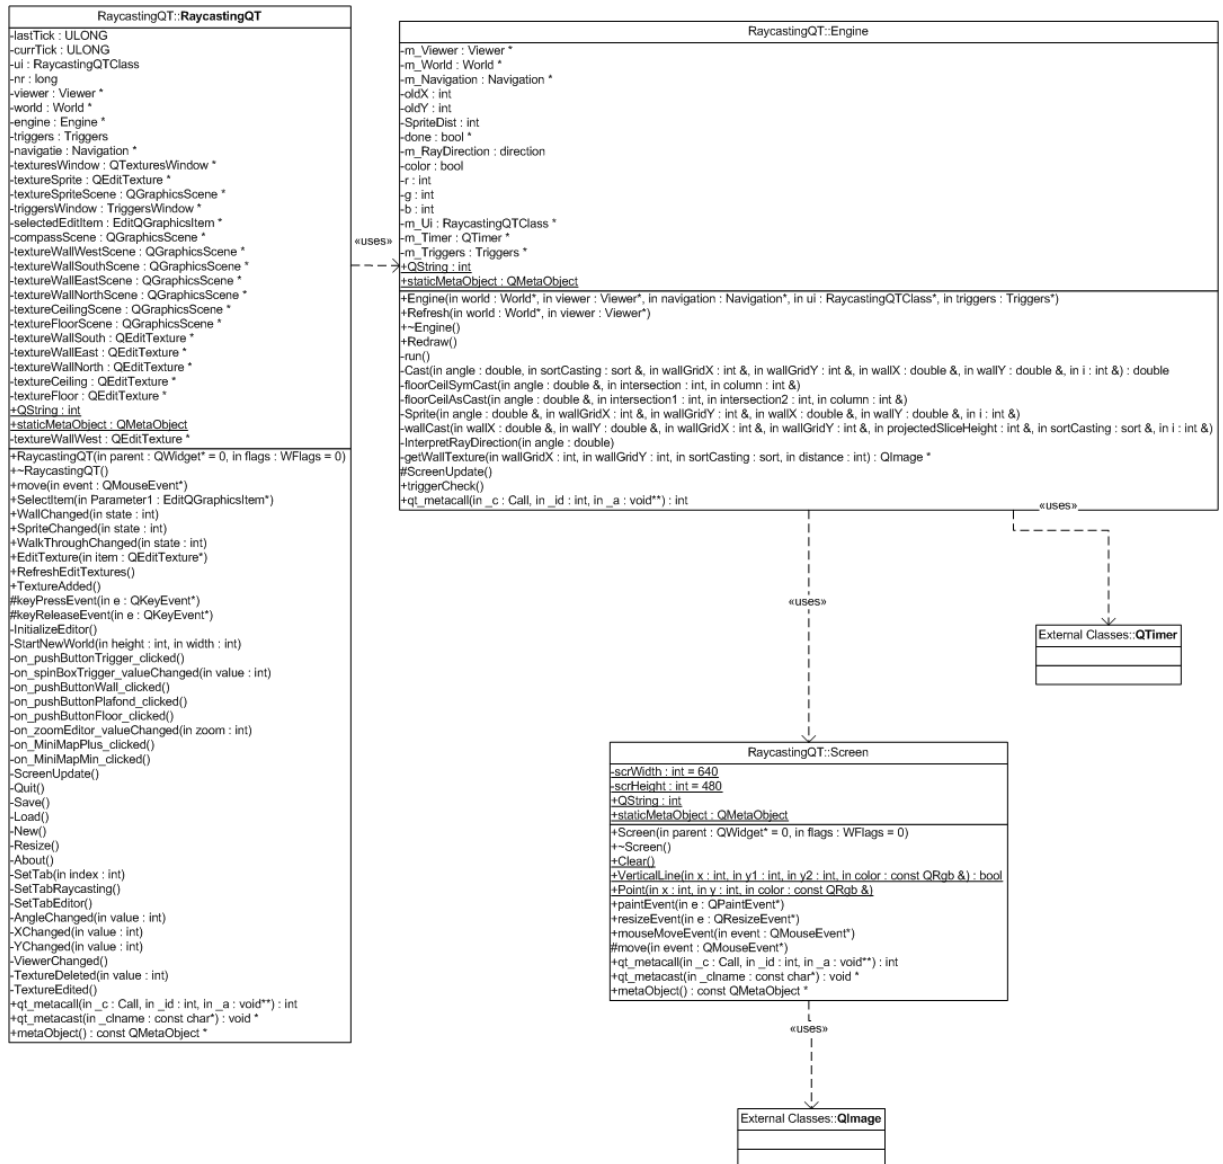 RaycastingQT::RaycastingQT
-lastTick : ULONG
-currTick : ULONG
-ui : RaycastingQTClass
-nr : long
-viewer : Viewer *
-world : World *
-engine : Engine *
-triggers : Triggers
-navigatie : Navigation *
-texturesWindow : QTexturesWindow *
-textureSprite : QEditTexture *
-textureSpriteScene : QGraphicsScene *
-triggersWindow : TriggersWindow *
-selectedEditItem : EditQGraphicsItem *
-compassScene : QGraphicsScene *
-textureWallWestScene : QGraphicsScene *
-textureWallSouthScene : QGraphicsScene *
-textureWallEastScene : QGraphicsScene *
-textureWallNorthScene : QGraphicsScene *
-textureCeilingScene : QGraphicsScene *
-textureFloorScene : QGraphicsScene *
-textureWallSouth : QEditTexture *
-textureWallEast : QEditTexture *
-textureWallNorth : QEditTexture *
-textureCeiling : QEditTexture *
-textureFloor : QEditTexture *
+QString : int
+staticMetaObject : QMetaObject
-textureWallWest : QEditTexture *
+RaycastingQT(in parent : QWidget* = 0, in flags : WFlags = 0)
+~RaycastingQT()
+move(in event : QMouseEvent*)
+SelectItem(in Parameter1 : EditQGraphicsItem*)
+WallChanged(in state : int)
+SpriteChanged(in state : int)
+WalkThroughChanged(in state : int)
+EditTexture(in item : QEditTexture*)
+RefreshEditTextures()
+TextureAdded()
#keyPressEvent(in e : QKeyEvent*)
#keyReleaseEvent(in e : QKeyEvent*)
-InitializeEditor()
-StartNewWorld(in height : int, in width : int)
-on_pushButtonTrigger_clicked()
-on_spinBoxTrigger_valueChanged(in value : int)
-on_pushButtonWall_clicked()
-on_pushButtonPlafond_clicked()
-on_pushButtonFloor_clicked()
-on_zoomEditor_valueChanged(in zoom : int)
-on_MiniMapPlus_clicked()
-on_MiniMapMin_clicked()
-ScreenUpdate()
-Quit()
-Save()
-Load()
-New()
-Resize()
-About()
-SetTab(in index : int)
-SetTabRaycasting()
-SetTabEditor()
-AngleChanged(in value : int)
-XChanged(in value : int)
-YChanged(in value : int)
-ViewerChanged()
-TextureDeleted(in value : int)
-TextureEdited()
+qt_metacall(in _c : Call, in _id : int, in _a : void**) : int
+qt_metacast(in _clname : const char*) : void *
+metaObject() : const QMetaObject *
«uses»
RaycastingQT::Engine
-m_Viewer : Viewer *
-m_World : World *
-m_Navigation : Navigation *
-oldX : int
-oldY : int
-SpriteDist : int
-done : bool *
-m_RayDirection : direction
-color : bool
-r : int
-g : int
-b : int
-m_Ui : RaycastingQTClass *
-m_Timer : QTimer *
-m_Triggers : Triggers *
+QString : int
+staticMetaObject : QMetaObject
+Engine(in world : World*, in viewer : Viewer*, in navigation : Navigation*, in ui : RaycastingQTClass*, in triggers : Triggers*)
+Refresh(in world : World*, in viewer : Viewer*)
+~Engine()
+Redraw()
-run()
-Cast(in angle : double, in sortCasting : sort &, in wallGridX : int &, in wallGridY : int &, in wallX : double &, in wallY : double &, in i : int &) : double
-floorCeilSymCast(in angle : double &, in intersection : int, in column : int &)
-floorCeilAsCast(in angle : double &, in intersection1 : int, in intersection2 : int, in column : int &)
-Sprite(in angle : double &, in wallGridX : int &, in wallGridY : int &, in wallX : double &, in wallY : double &, in i : int &)
-wallCast(in wallX : double &, in wallY : double &, in wallGridX : int &, in wallGridY : int &, in projectedSliceHeight : int &, in sortCasting : sort &, in i : int &)
-InterpretRayDirection(in angle : double)
-getWallTexture(in wallGridX : int, in wallGridY : int, in sortCasting : sort, in distance : int) : QImage *
#ScreenUpdate()
+triggerCheck()
+qt_metacall(in _c : Call, in _id : int, in _a : void**) : int
«uses»
«uses»
External Classes::QTimer
RaycastingQT::Screen
-scrWidth : int = 640
-scrHeight : int = 480
+QString : int
+staticMetaObject : QMetaObject
+Screen(in parent : QWidget* = 0, in flags : WFlags = 0)
+~Screen()
+Clear()
+VerticalLine(in x : int, in y1 : int, in y2 : int, in color : const QRgb &) : bool
+Point(in x : int, in y : int, in color : const QRgb &)
+paintEvent(in e : QPaintEvent*)
+resizeEvent(in e : QResizeEvent*)
+mouseMoveEvent(in event : QMouseEvent*)
#move(in event : QMouseEvent*)
+qt_metacall(in _c : Call, in _id : int, in _a : void**) : int
+qt_metacast(in _clname : const char*) : void *
+metaObject() : const QMetaObject *
«uses»
External Classes::QImage